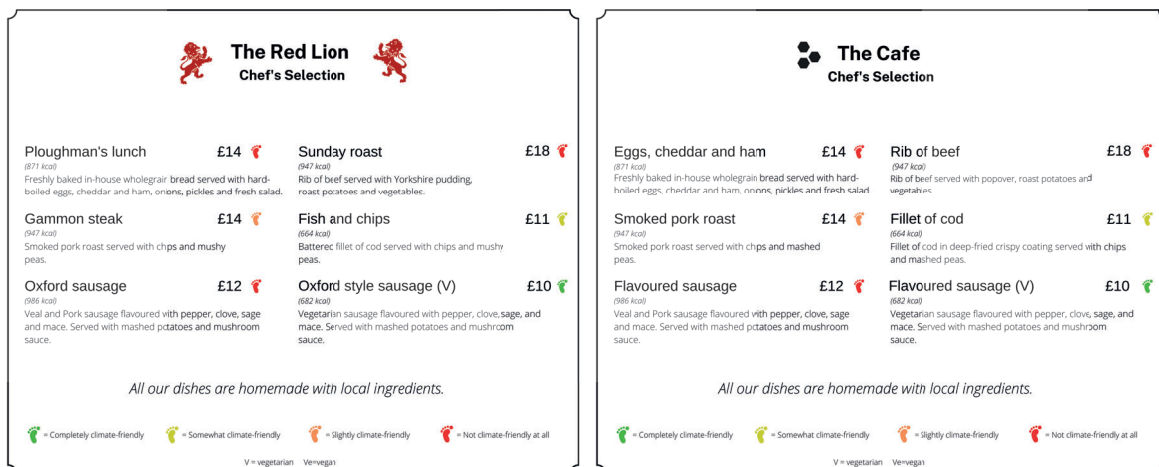 The Red Lion
Chef's Selection
Ploughman's lunch £14
(871 kcal)
Freshly baked in-house wholegrain bread served with hard-
boiled eggs, cheddar and ham, onions, pickles and fresh salad.
Sunday roast £18
(947 kcal)
Rib of beef served with Yorkshire pudding,
roast potatoes and vegetables.
Gammon steak £14
(947 kcal)
Smoked pork roast served with chips and mushy
peas.
Fish and chips £11
(664 kcal)
Battered fillet of cod served with chips and mushy
peas.
Oxford sausage £12
(986 kcal)
Veal and Pork sausage flavoured with pepper, clove, sage
and mace. Served with mashed potatoes and mushroom
sauce.
Oxford style sausage (V) £10
(682 kcal)
Vegetarian sausage flavoured with pepper, clove, sage, and
mace. Served with mashed potatoes and mushroom
sauce.
All our dishes are homemade with local ingredients.
= Completely climate-friendly = Somewhat climate-friendly = Slightly climate-friendly = Not climate-friendly at all
V = vegetarian Ve=vegan
The Cafe
Chef's Selection
Eggs, cheddar and ham £14
(871 kcal)
Freshly baked in-house wholegrain bread served with hard-
boiled eggs, cheddar and ham, onions, pickles and fresh salad
Rib of beef £18
(947 kcal)
Rib of beef served with popover, roast potatoes and
vegetables
Smoked pork roast £14
(947 kcal)
Smoked pork roast served with chips and mashed
peas.
Fillet of cod £11
(664 kcal)
Fillet of cod in deep-fried crispy coating served with chips
and mashed peas.
Flavoured sausage £12
(986 kcal)
Veal and Pork sausage flavoured with pepper, clove, sage
and mace. Served with mashed potatoes and mushroom
sauce.
Flavoured sausage (V) £10
(682 kcal)
Vegetarian sausage flavoured with pepper, clove, sage, and
mace. Served with mashed potatoes and mushroom
sauce.
All our dishes are homemade with local ingredients.
= Completely climate-friendly = Somewhat climate-friendly = Slightly climate-friendly = Not climate-friendly at all
V = vegetarian Ve=vegan